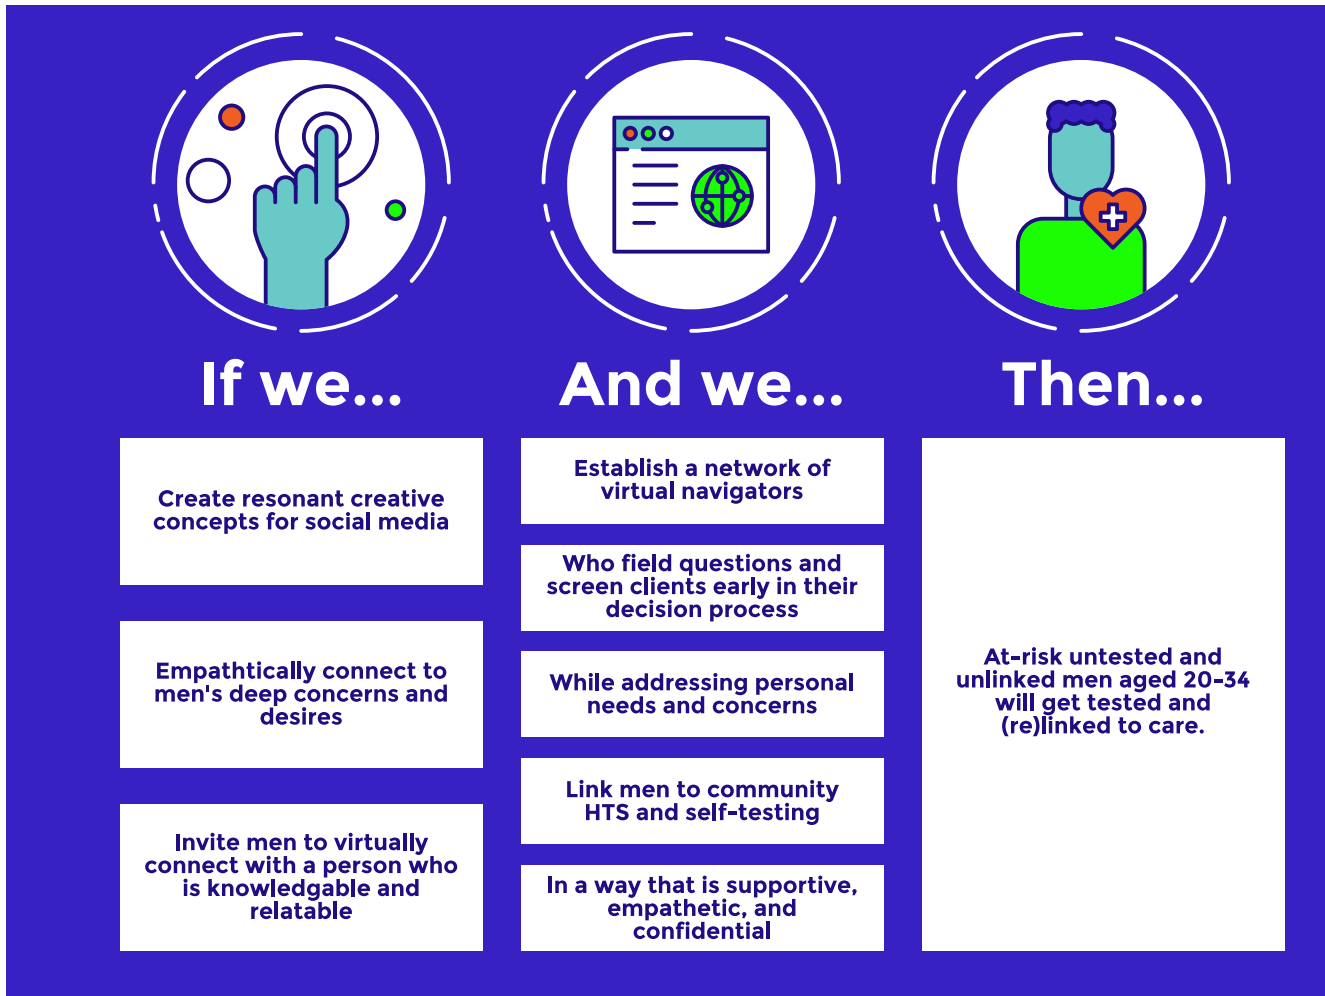 If we...
Create resonant creative
concepts for social media
Empathtically connect to
men's deep concerns and
desires
Invite men to virtually
connect with a person who
is knowledgable and
relatable
And we...
Establish a network of
virtual navigators
Who field questions and
screen clients early in their
decision process
While addressing personal
needs and concerns
Link men to community
HTS and self-testing
In a way that is supportive,
empathetic, and
confidential
Then...
At-risk untested and
unlinked men aged 20-34
will get tested and
(re)linked to care.